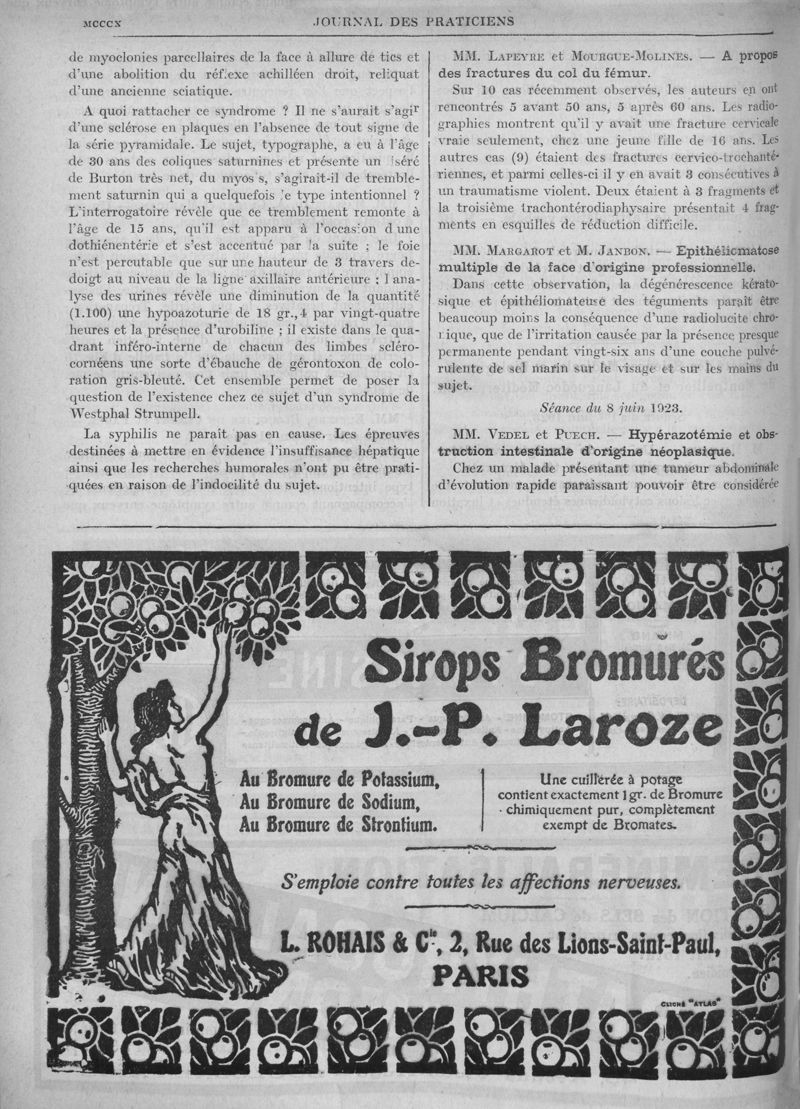 MCCCX
JOURNAL DES PRATICIENS
de myoclonies parcellaires de la face à allure de tics et
d'une abolition du réf.exe achilléen droit, reliquat
d'une ancienne sciatique.
A quoi rattacher ce syndrome ? Il ne s'aurait s'agir
d'une sclérose en plaques en l'absence de tout signe de
la série pyramidale. Le sujet, typographe, a eu à l'âge
de 30 ans des coliques saturnines et présente un liséré
de Burton très net, du myos s, s'agirait-il de tremble-
ment saturnin qui a quelquefois le type intentionnel ?
L'interrogatoire révèle que ce tremblement remonte à
l'âge de 15 ans, qu'il est apparu à l'occasion d une
dothiénentérie et s'est accentué par la suite ; le foie
n'est percutable que sur une hauteur de 3 travers de-
doigt au niveau de la ligne axillaire antérieure ; l ana-
lyse des urines révèle une diminution de la quantité
(1.100) une hypoazoturie de 18 gr.,4 par vingt-quatre
heures et la présence d'urobiline ; il existe dans le qua-
drant inféro-interne de chacun des limbes scléro-
cornéens une sorte d'ébauche de gérontoxon de colo-
ration gris-bleuté. Cet ensemble permet de poser la
question de l'existence chez ce sujet d'un syndrome de
Westphal Strumpell.
La syphilis ne paraît pas en cause. Les épreuves
destinées à mettre en évidence l'insuffisance hépatique
ainsi que les recherches humorales n'ont pu être prati-
quées en raison de l'indocilité du sujet.
MM. LAPEYRE et MOURGUE-MOLINES. — A propos
des fractures du col du fémur.
Sur 10 cas récemment observés, les auteurs en ont
rencontrés 5 avant 50 ans, 5 après 60 ans. Les radio-
graphies montrent qu'il y avait une fracture cervicale
vraie seulement, chez une jeune fille de 16 ans. Les
autres cas (9) étaient des fractures cervico-trochanté-
riennes, et parmi celles-ci il y en avait 3 consécutives à
un traumatisme violent. Deux étaient à 3 fragments et
la troisième trachontérodiaphysaire présentait 4 frag-
ments en esquilles de réduction difficile.
MM. MARGAROT et M. JANBON. — Epithéliomatose
multiple de la face d'origine professionnelle.
Dans cette observation, la dégénérescence kérato-
sique et épithéliomateuse des téguments paraît être
beaucoup moins la conséquence d'une radiolucite chro-
nique, que de l'irritation causée par la présence presque
permanente pendant vingt-six ans d'une couche pulvé-
rulente de sel marin sur le visage et sur les mains du
sujet.
Séance du 8 juin 1923.
MM. VEDEL et PUECH. — Hypérazotémie et obs-
truction intestinale d'origine néoplasique.
Chez un malade présentant une tumeur abdominale
d'évolution rapide paraissant pouvoir être considérée
Sirops Bromurés
de J.-P. Laroze
Au Bromure de Potassium,
Au Bromure de Sodium,
Au Bromure de Strontium.
Une cuillerée à potage
contient exactement 1 gr. de Bromure
chimiquement pur, complètement
exempt de Bromates.
S'emploie contre toutes les affections nerveuses.
L. ROHAIS & Cie, 2, Rue des Lions-Saint-Paul,
PARIS
CLICHÉ "ATLAS"